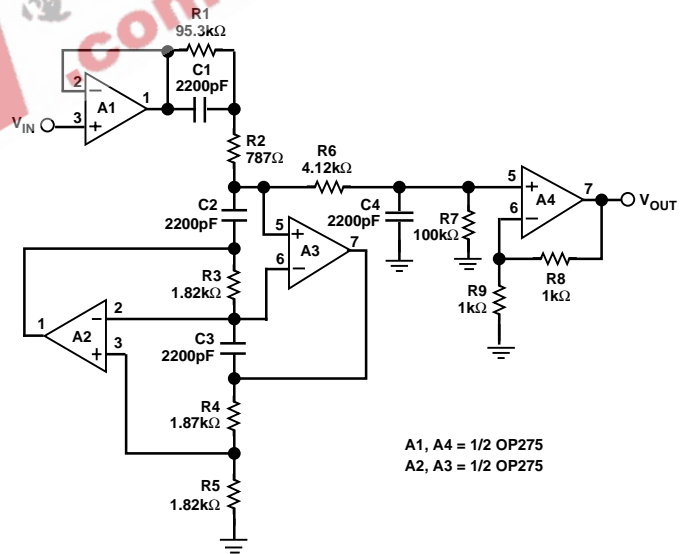 .com
R1
95.3kΩ
C1
2200pF
2
A1
1
VIN
3
R2
787Ω
R6
4.12kΩ
5
A4
7
VOUT
6
C2
2200pF
C4
2200pF
R7
100kΩ
5
A3
7
6
R8
1kΩ
R9
1kΩ
R3
1.82kΩ
1
A2
2
3
C3
2200pF
R4
1.87kΩ
R5
1.82kΩ
A1, A4 = 1/2 OP275
A2, A3 = 1/2 OP275